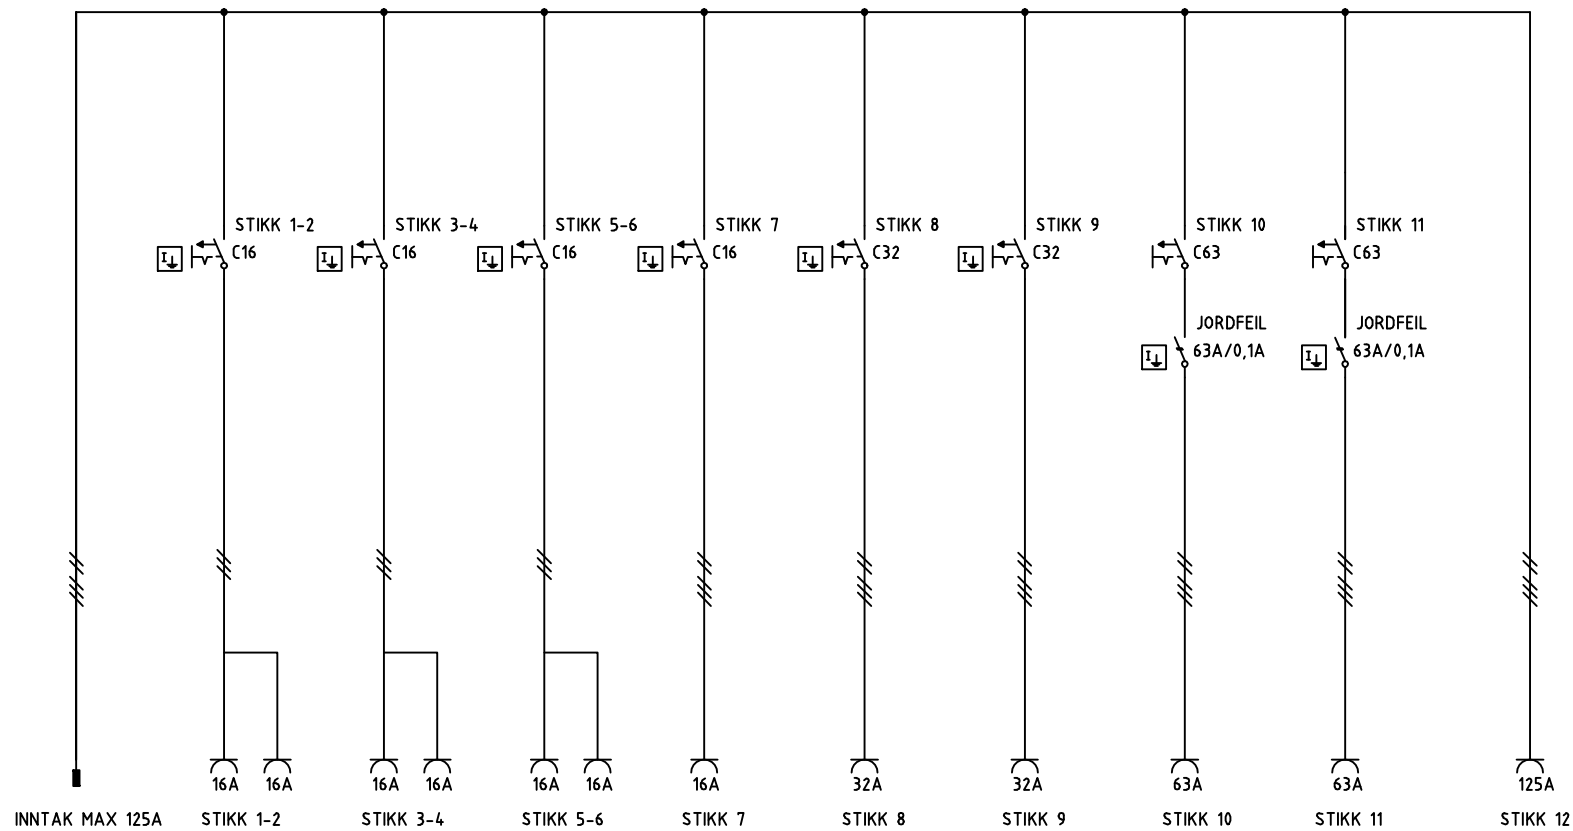 STIKK 1-2
C16
I
STIKK 3-4
C16
I
STIKK 5-6
C16
I
STIKK 7
C16
I
STIKK 8
C32
I
STIKK 9
C32
I
STIKK 10
C63
JORDFEIL
63A/0,1A
I
STIKK 11
C63
JORDFEIL
63A/0,1A
I
16A 16A 16A 16A 16A 16A 16A 32A 32A 63A 63A 125A
INNTAK MAX 125A STIKK 1-2 STIKK 3-4 STIKK 5-6 STIKK 7 STIKK 8 STIKK 9 STIKK 10 STIKK 11 STIKK 12